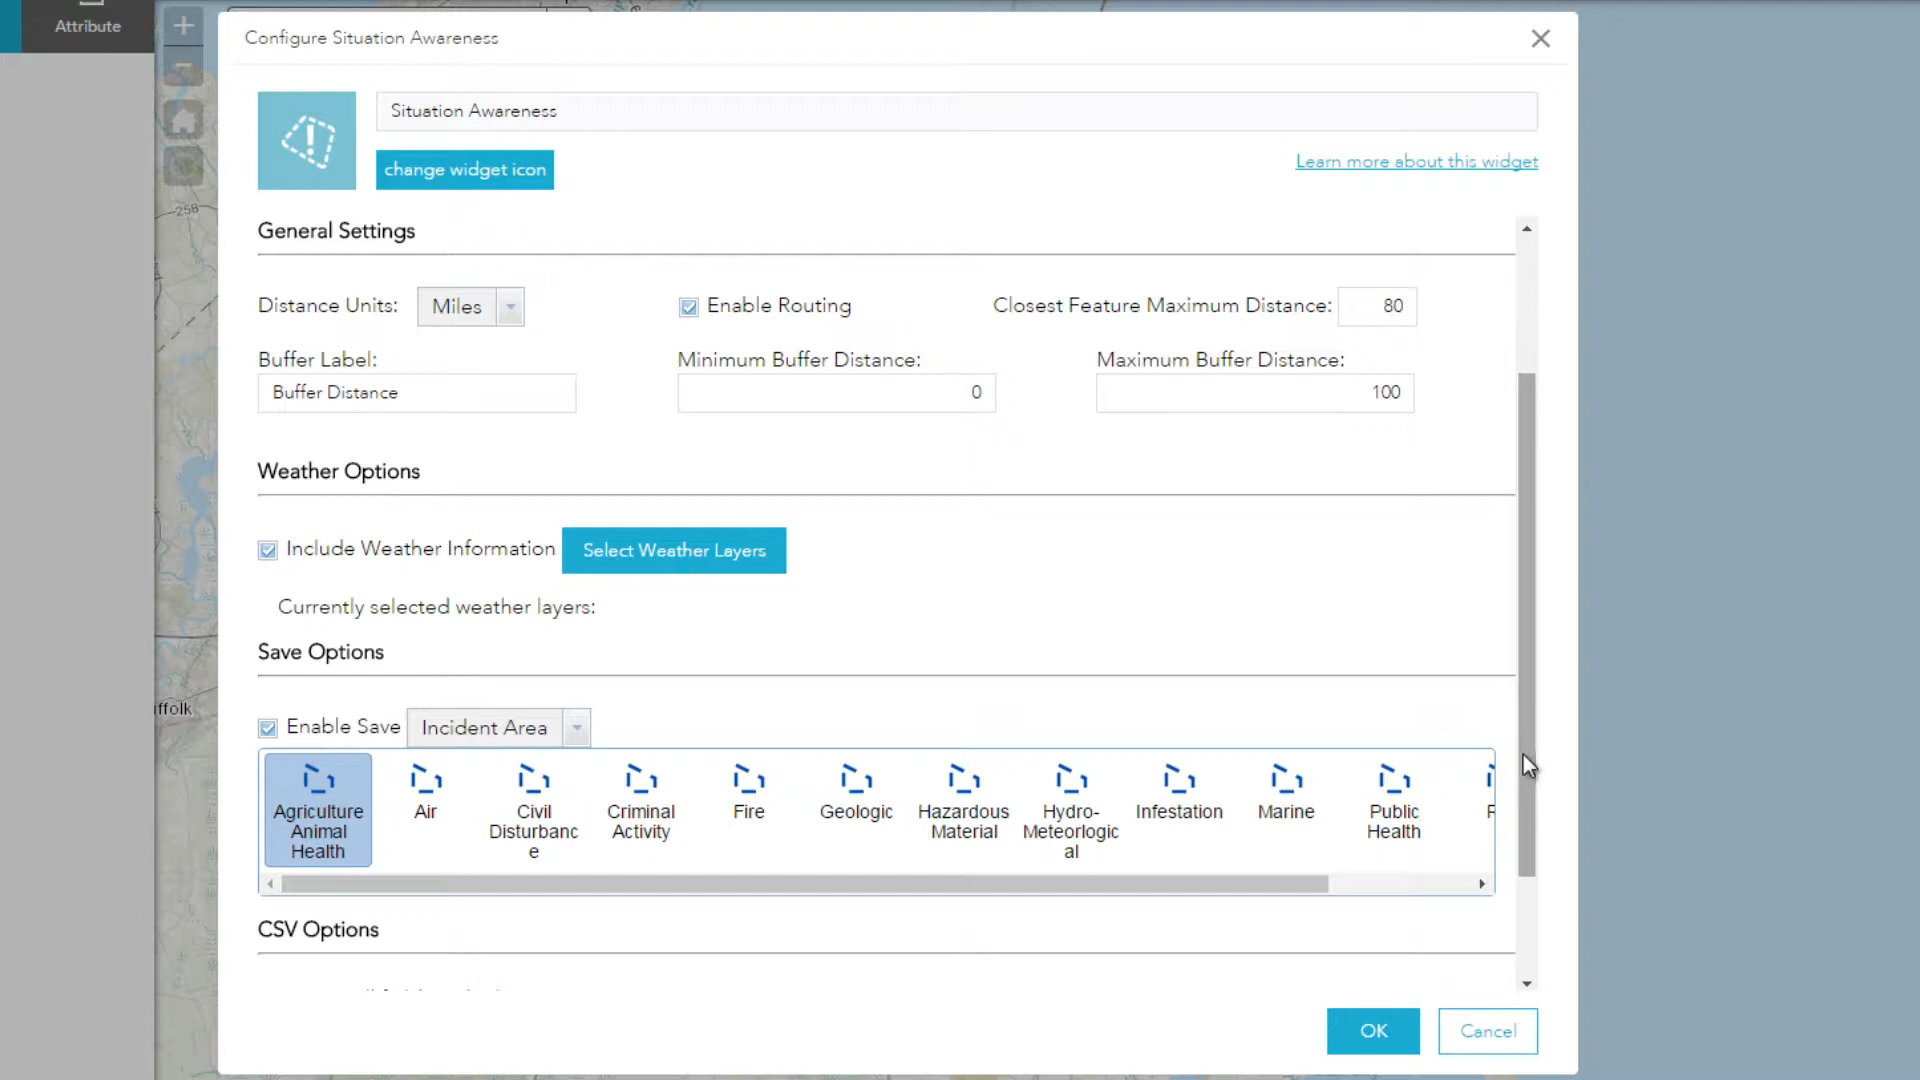 Attribute
Configure Situation Awareness
Situation Awareness
change widget icon
Learn more about this widget
258
General Settings
Distance Units: Miles Enable Routing Closest Feature Maximum Distance: 80
Buffer Label: Minimum Buffer Distance: Maximum Buffer Distance:
Buffer Distance 0 100
Weather Options
Include Weather Information Select Weather Layers
Currently selected weather layers:
Save Options
ffolk
Enable Save Incident Area
Agriculture
Animal
Health
Air
Civil
Disturbanc
e
Criminal
Activity
Fire
Geologic
Hazardous
Material
Hydro-
Meteorologic
al
Infestation
Marine
Public
Health
CSV Options
OK Cancel